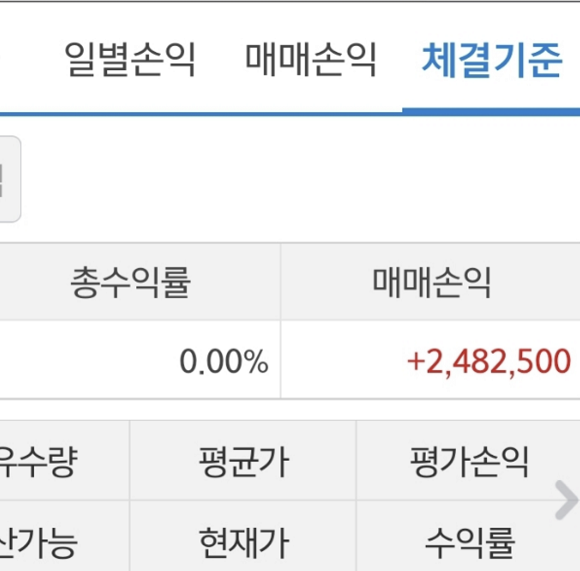 일별손익 매매손익 체결기준
총수익률 매매손익
0.00% +2,482,500
유수량 평균가 평가손익
산가능 현재가 수익률